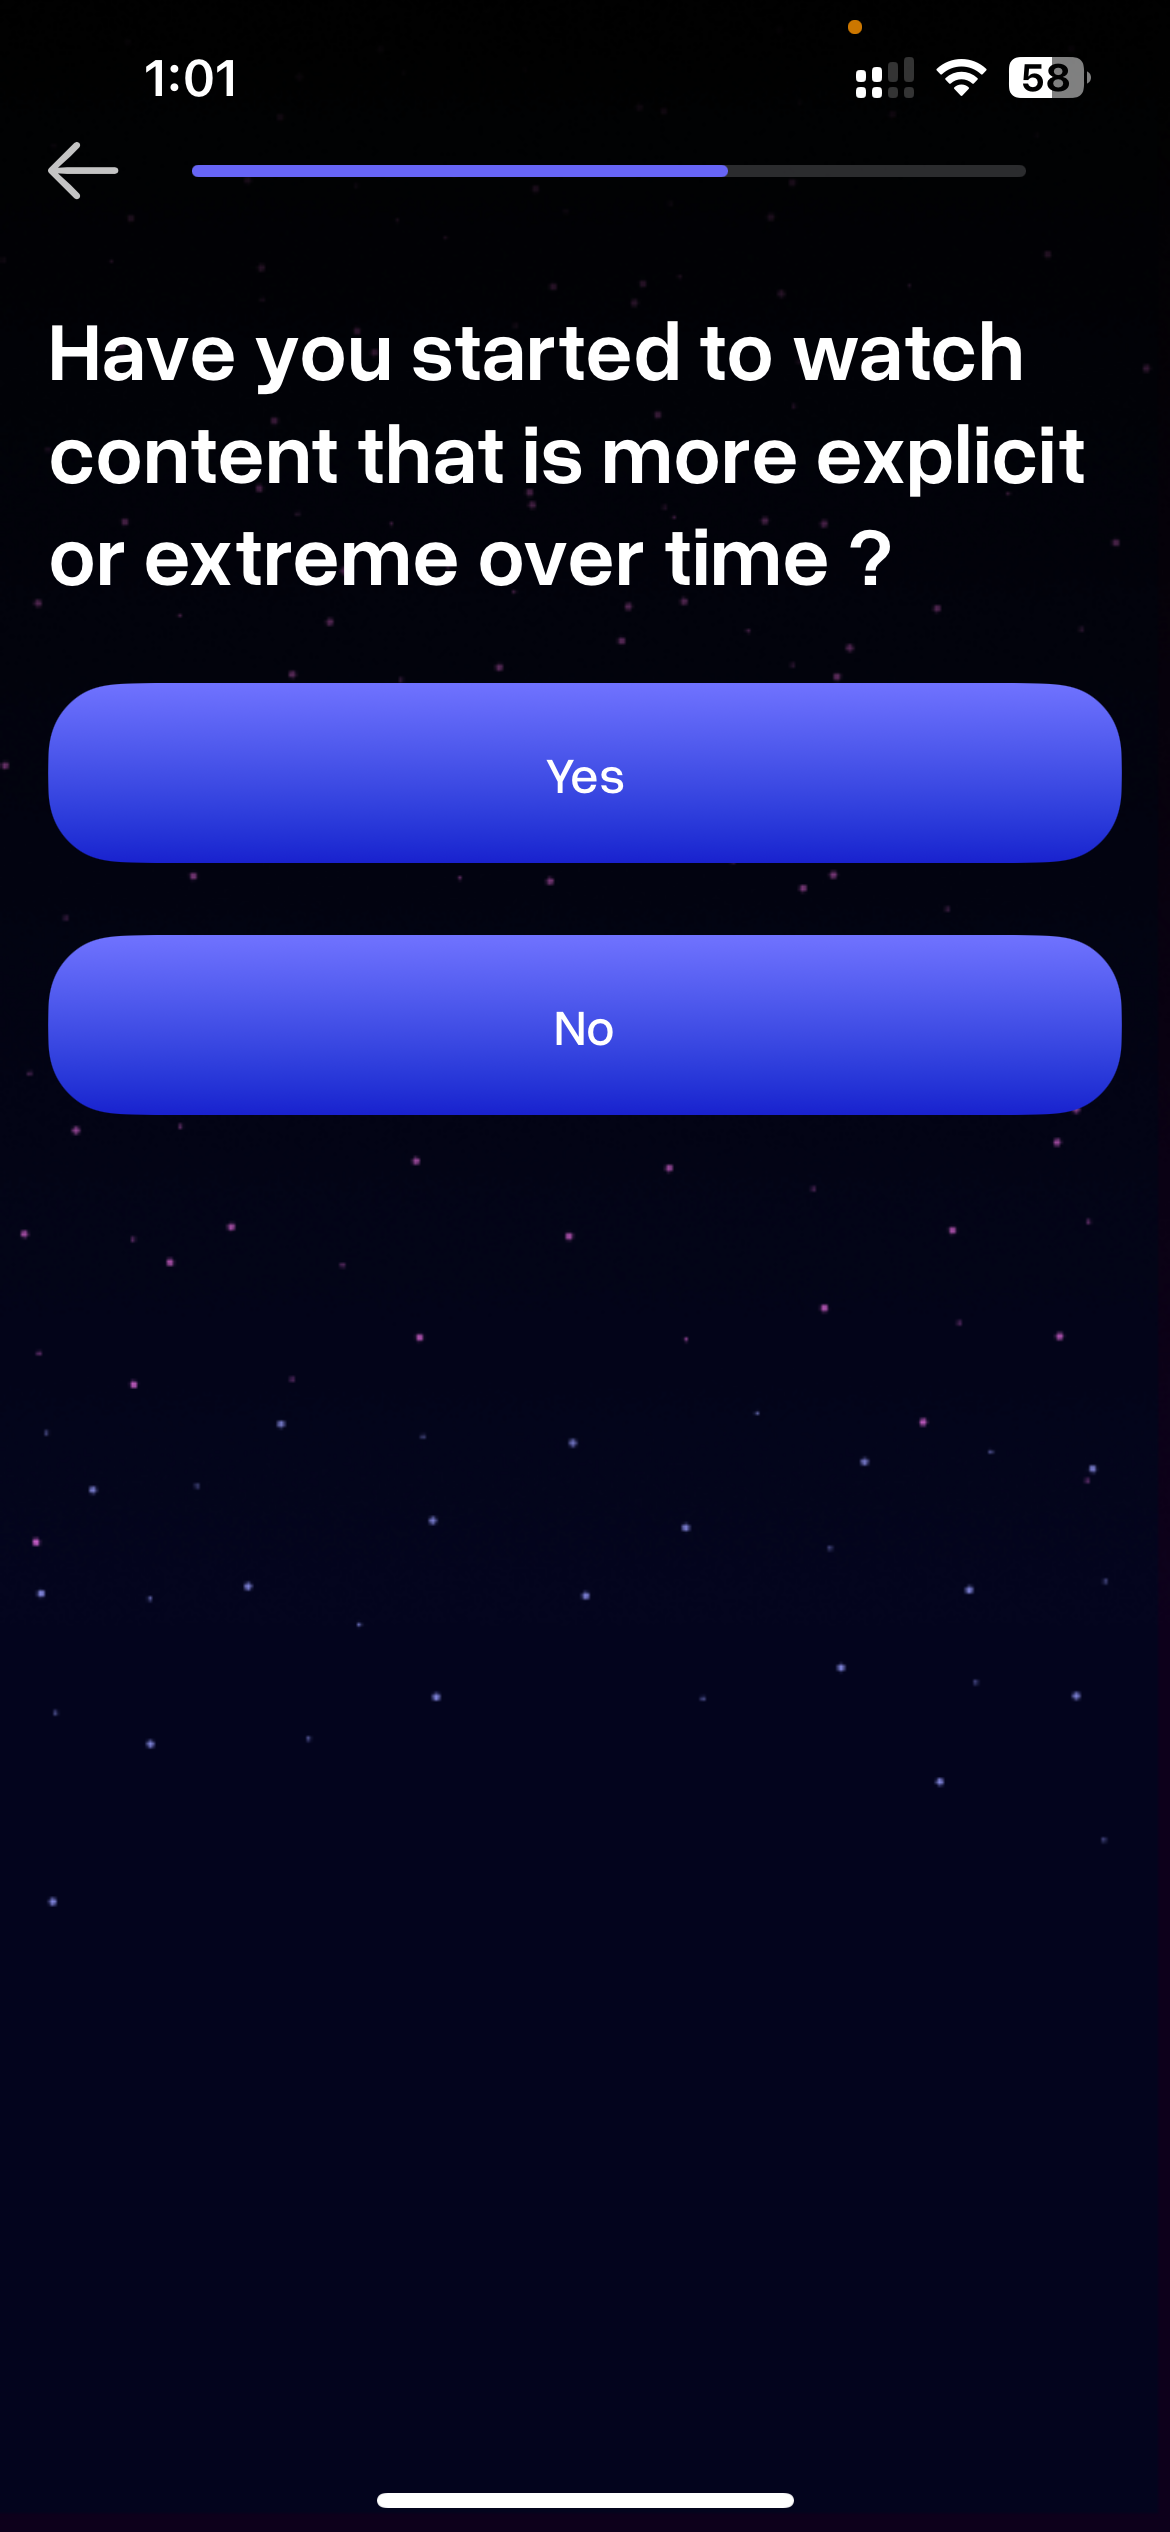 1:01
58
Have you started to watch
content that is more explicit
or extreme over time ?
Yes
No